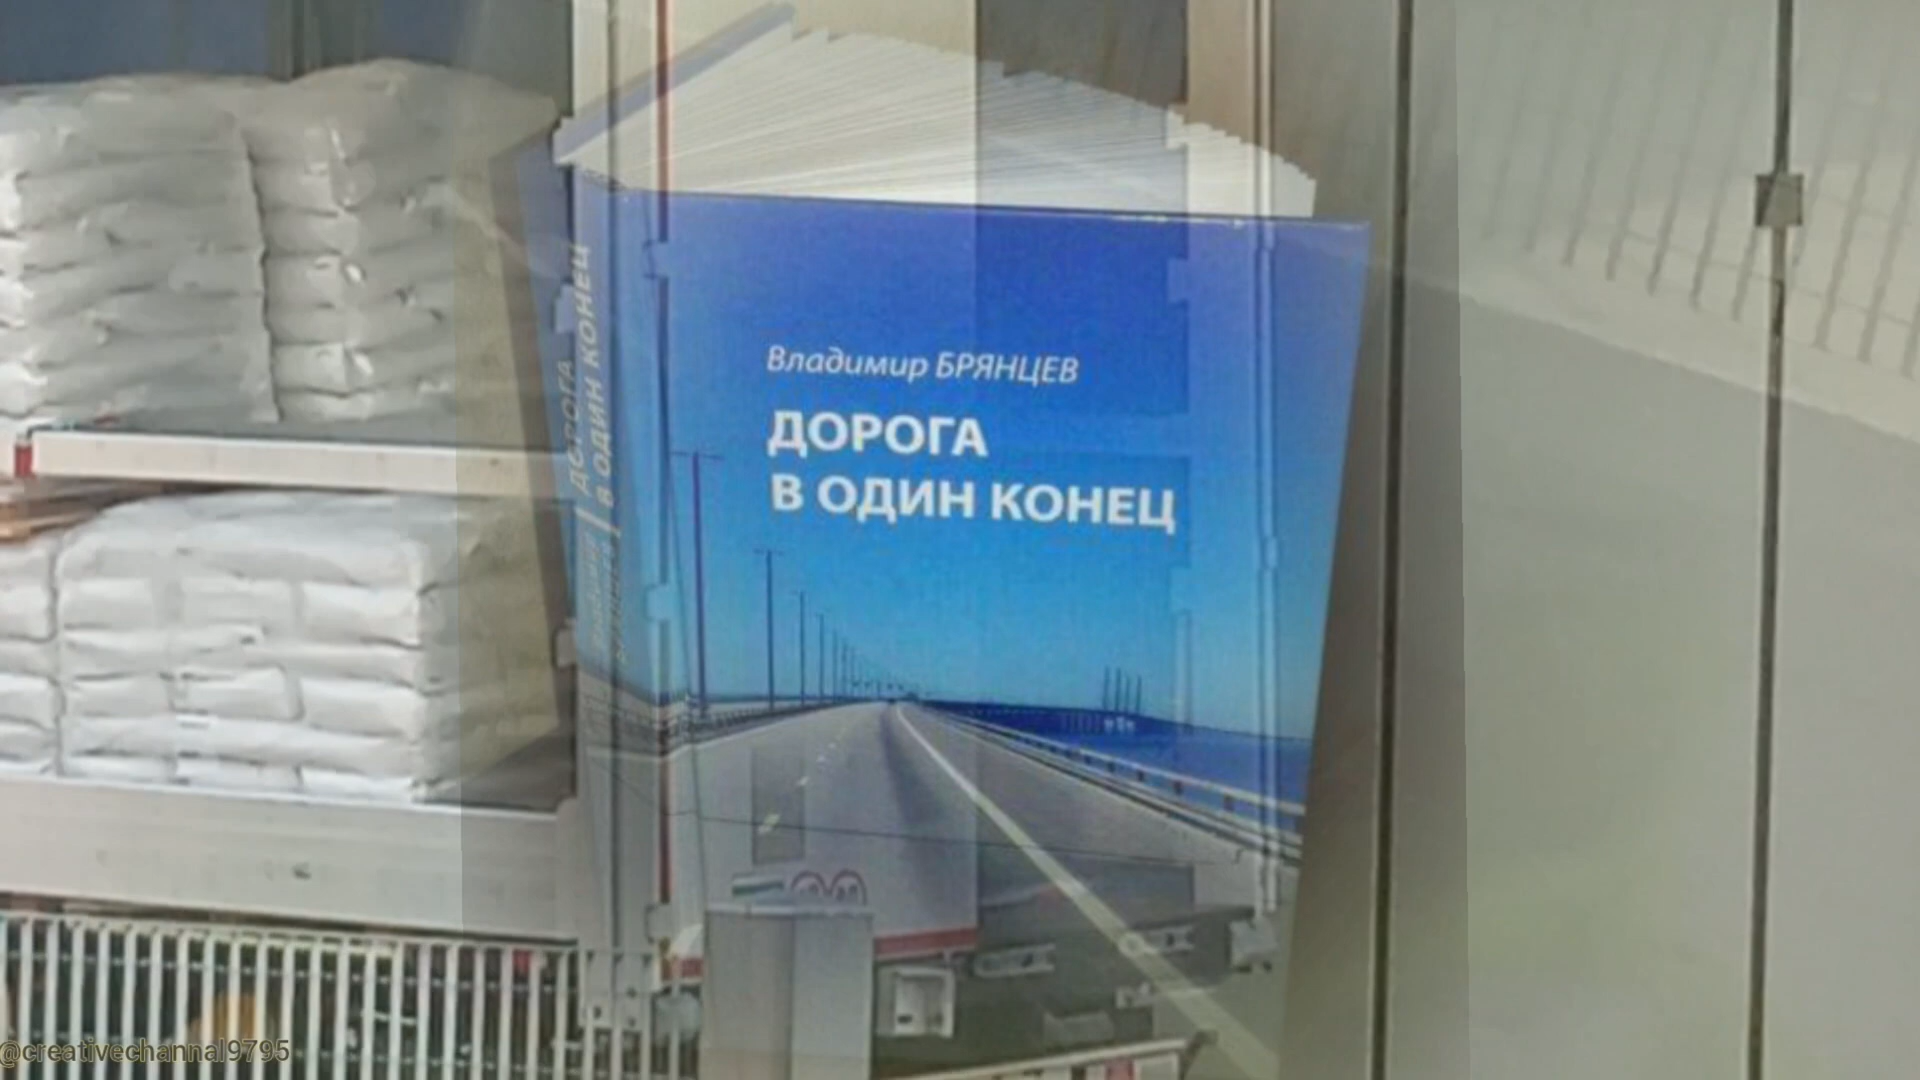 Владимир БРЯНЦЕВ
ДОРОГА
В ОДИН КОНЕЦ
ДОРОГА
В ОДИН КОНЕЦ
@creativechannal9795